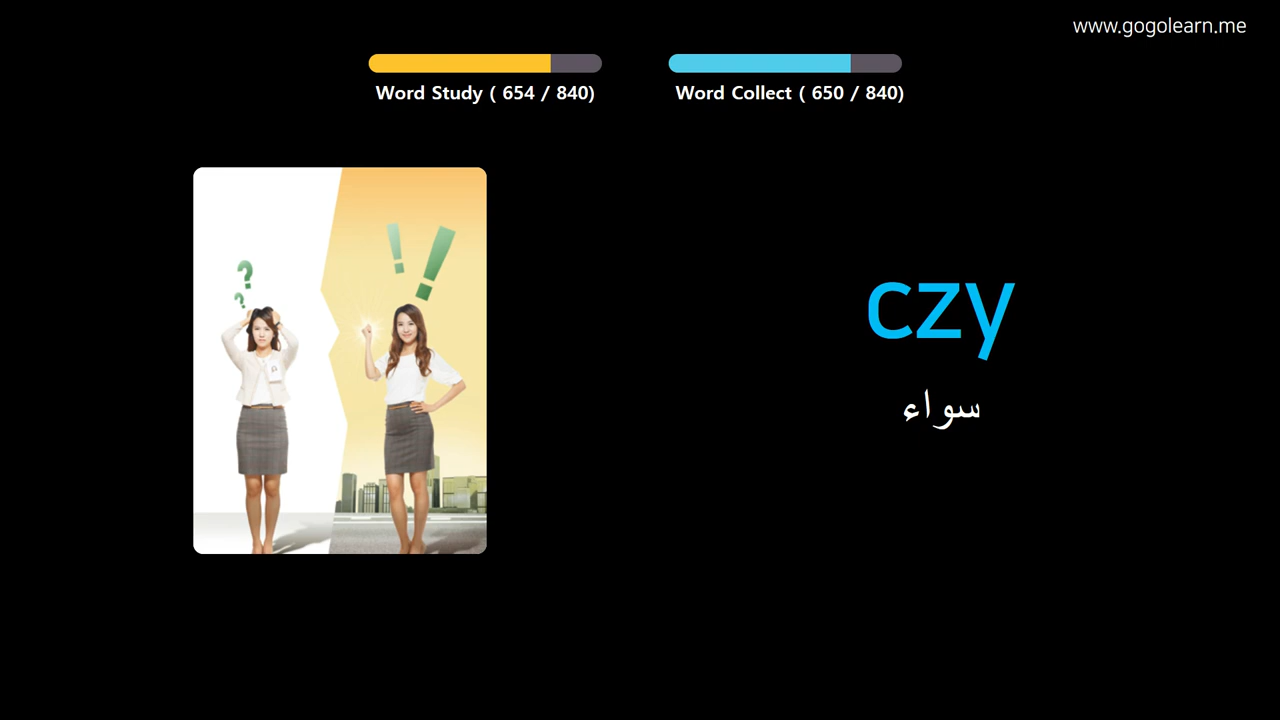 www.gogolearn.me
Word Study ( 654 / 840)
Word Collect ( 650 / 840)
? ?
! !
czy
سواء